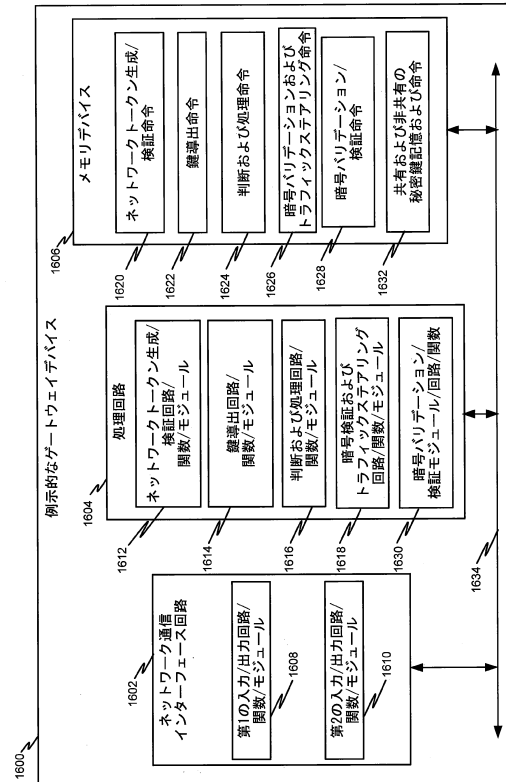 1600
例示的なゲートウェイデバイス
1602
ネットワーク通信
インターフェース回路
第1の入力/出力回路/
関数/モジュール
1608
第2の入力/出力回路/
関数/モジュール
1610
1604
処理回路
ネットワークトークン生成/
検証回路/
関数/モジュール
1612
鍵導出回路/
関数/モジュール
1614
判断および処理回路/
関数/モジュール
1616
暗号検証および
トラフィックステアリング
回路/関数/モジュール
1618
暗号バリデーション/
検証モジュール/回路/関数
1630
1606
メモリデバイス
ネットワークトークン生成/
検証命令
1620
鍵導出命令
1622
判断および処理命令
1624
暗号バリデーションおよび
トラフィックステアリング命令
1626
暗号バリデーション/
検証命令
1628
共有および非共有の
秘密鍵記憶および命令
1632
1634